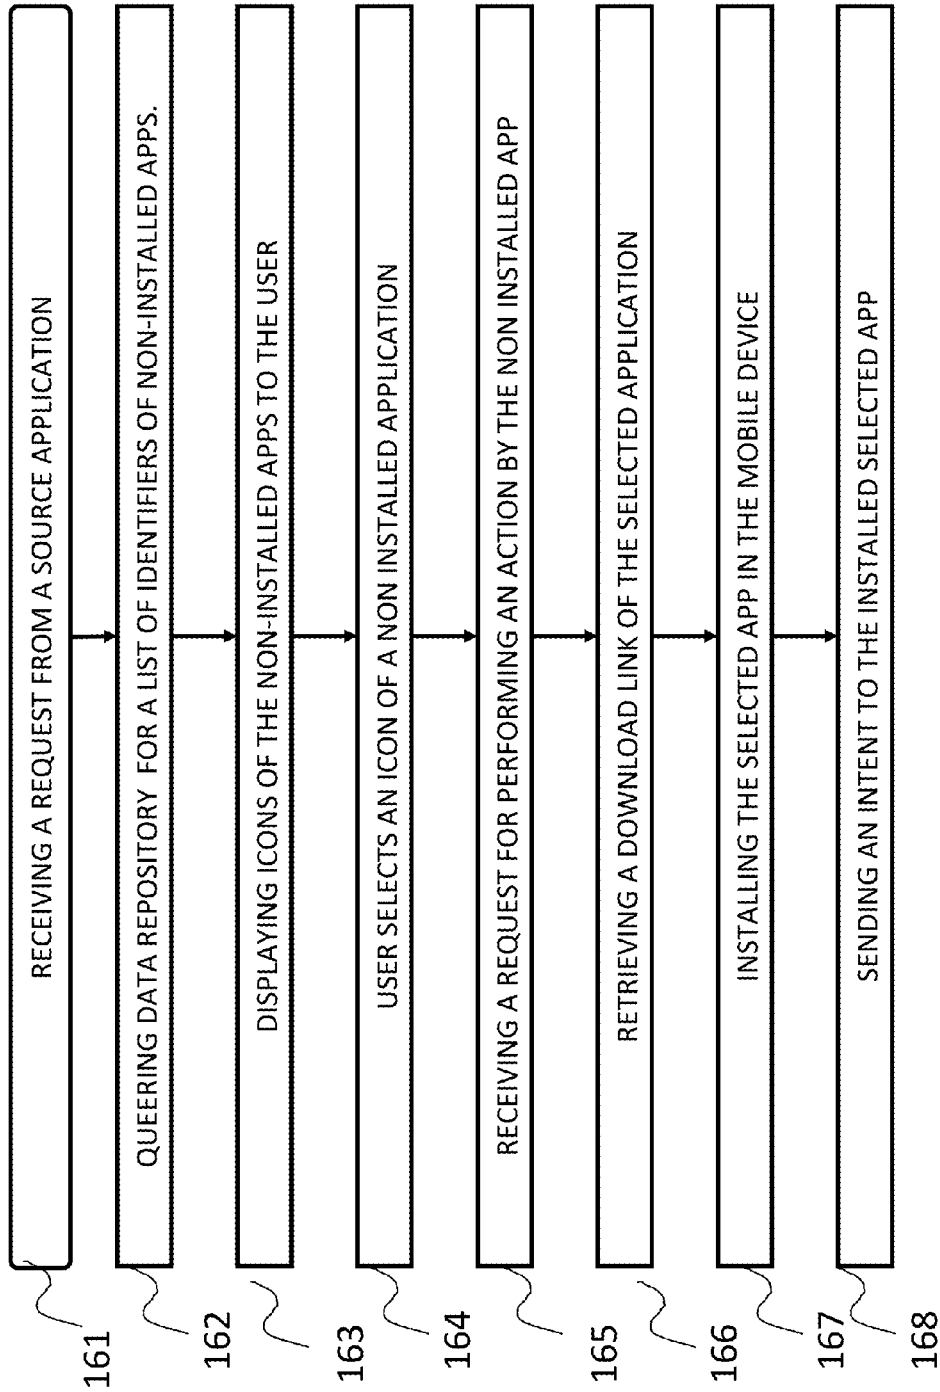 RECEIVING A REQUEST FROM A SOURCE APPLICATION
161
QUEERING DATA REPOSITORY FOR A LIST OF IDENTIFIERS OF NON-INSTALLED APPS.
162
DISPLAYING ICONS OF THE NON-INSTALLED APPS TO THE USER
163
USER SELECTS AN ICON OF A NON INSTALLED APPLICATION
164
RECEIVING A REQUEST FOR PERFORMING AN ACTION BY THE NON INSTALLED APP
165
RETRIEVING A DOWNLOAD LINK OF THE SELECTED APPLICATION
166
INSTALLING THE SELECTED APP IN THE MOBILE DEVICE
167
SENDING AN INTENT TO THE INSTALLED SELECTED APP
168